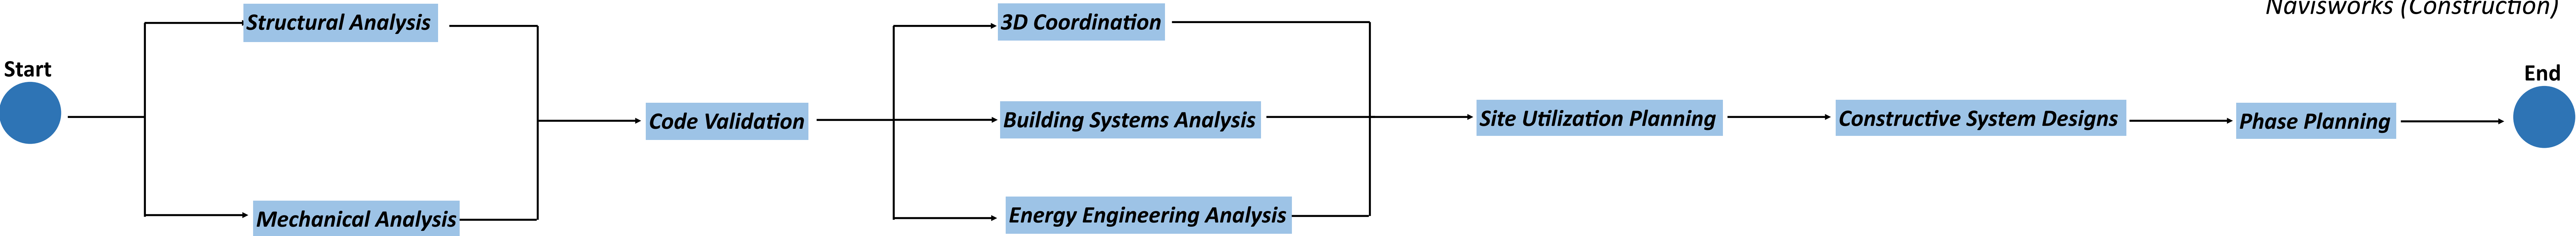 Navisworks (Construction)
Start
Structural Analysis
Mechanical Analysis
Code Validation
3D Coordination
Building Systems Analysis
Energy Engineering Analysis
Site Utilization Planning
Constructive System Designs
Phase Planning
End